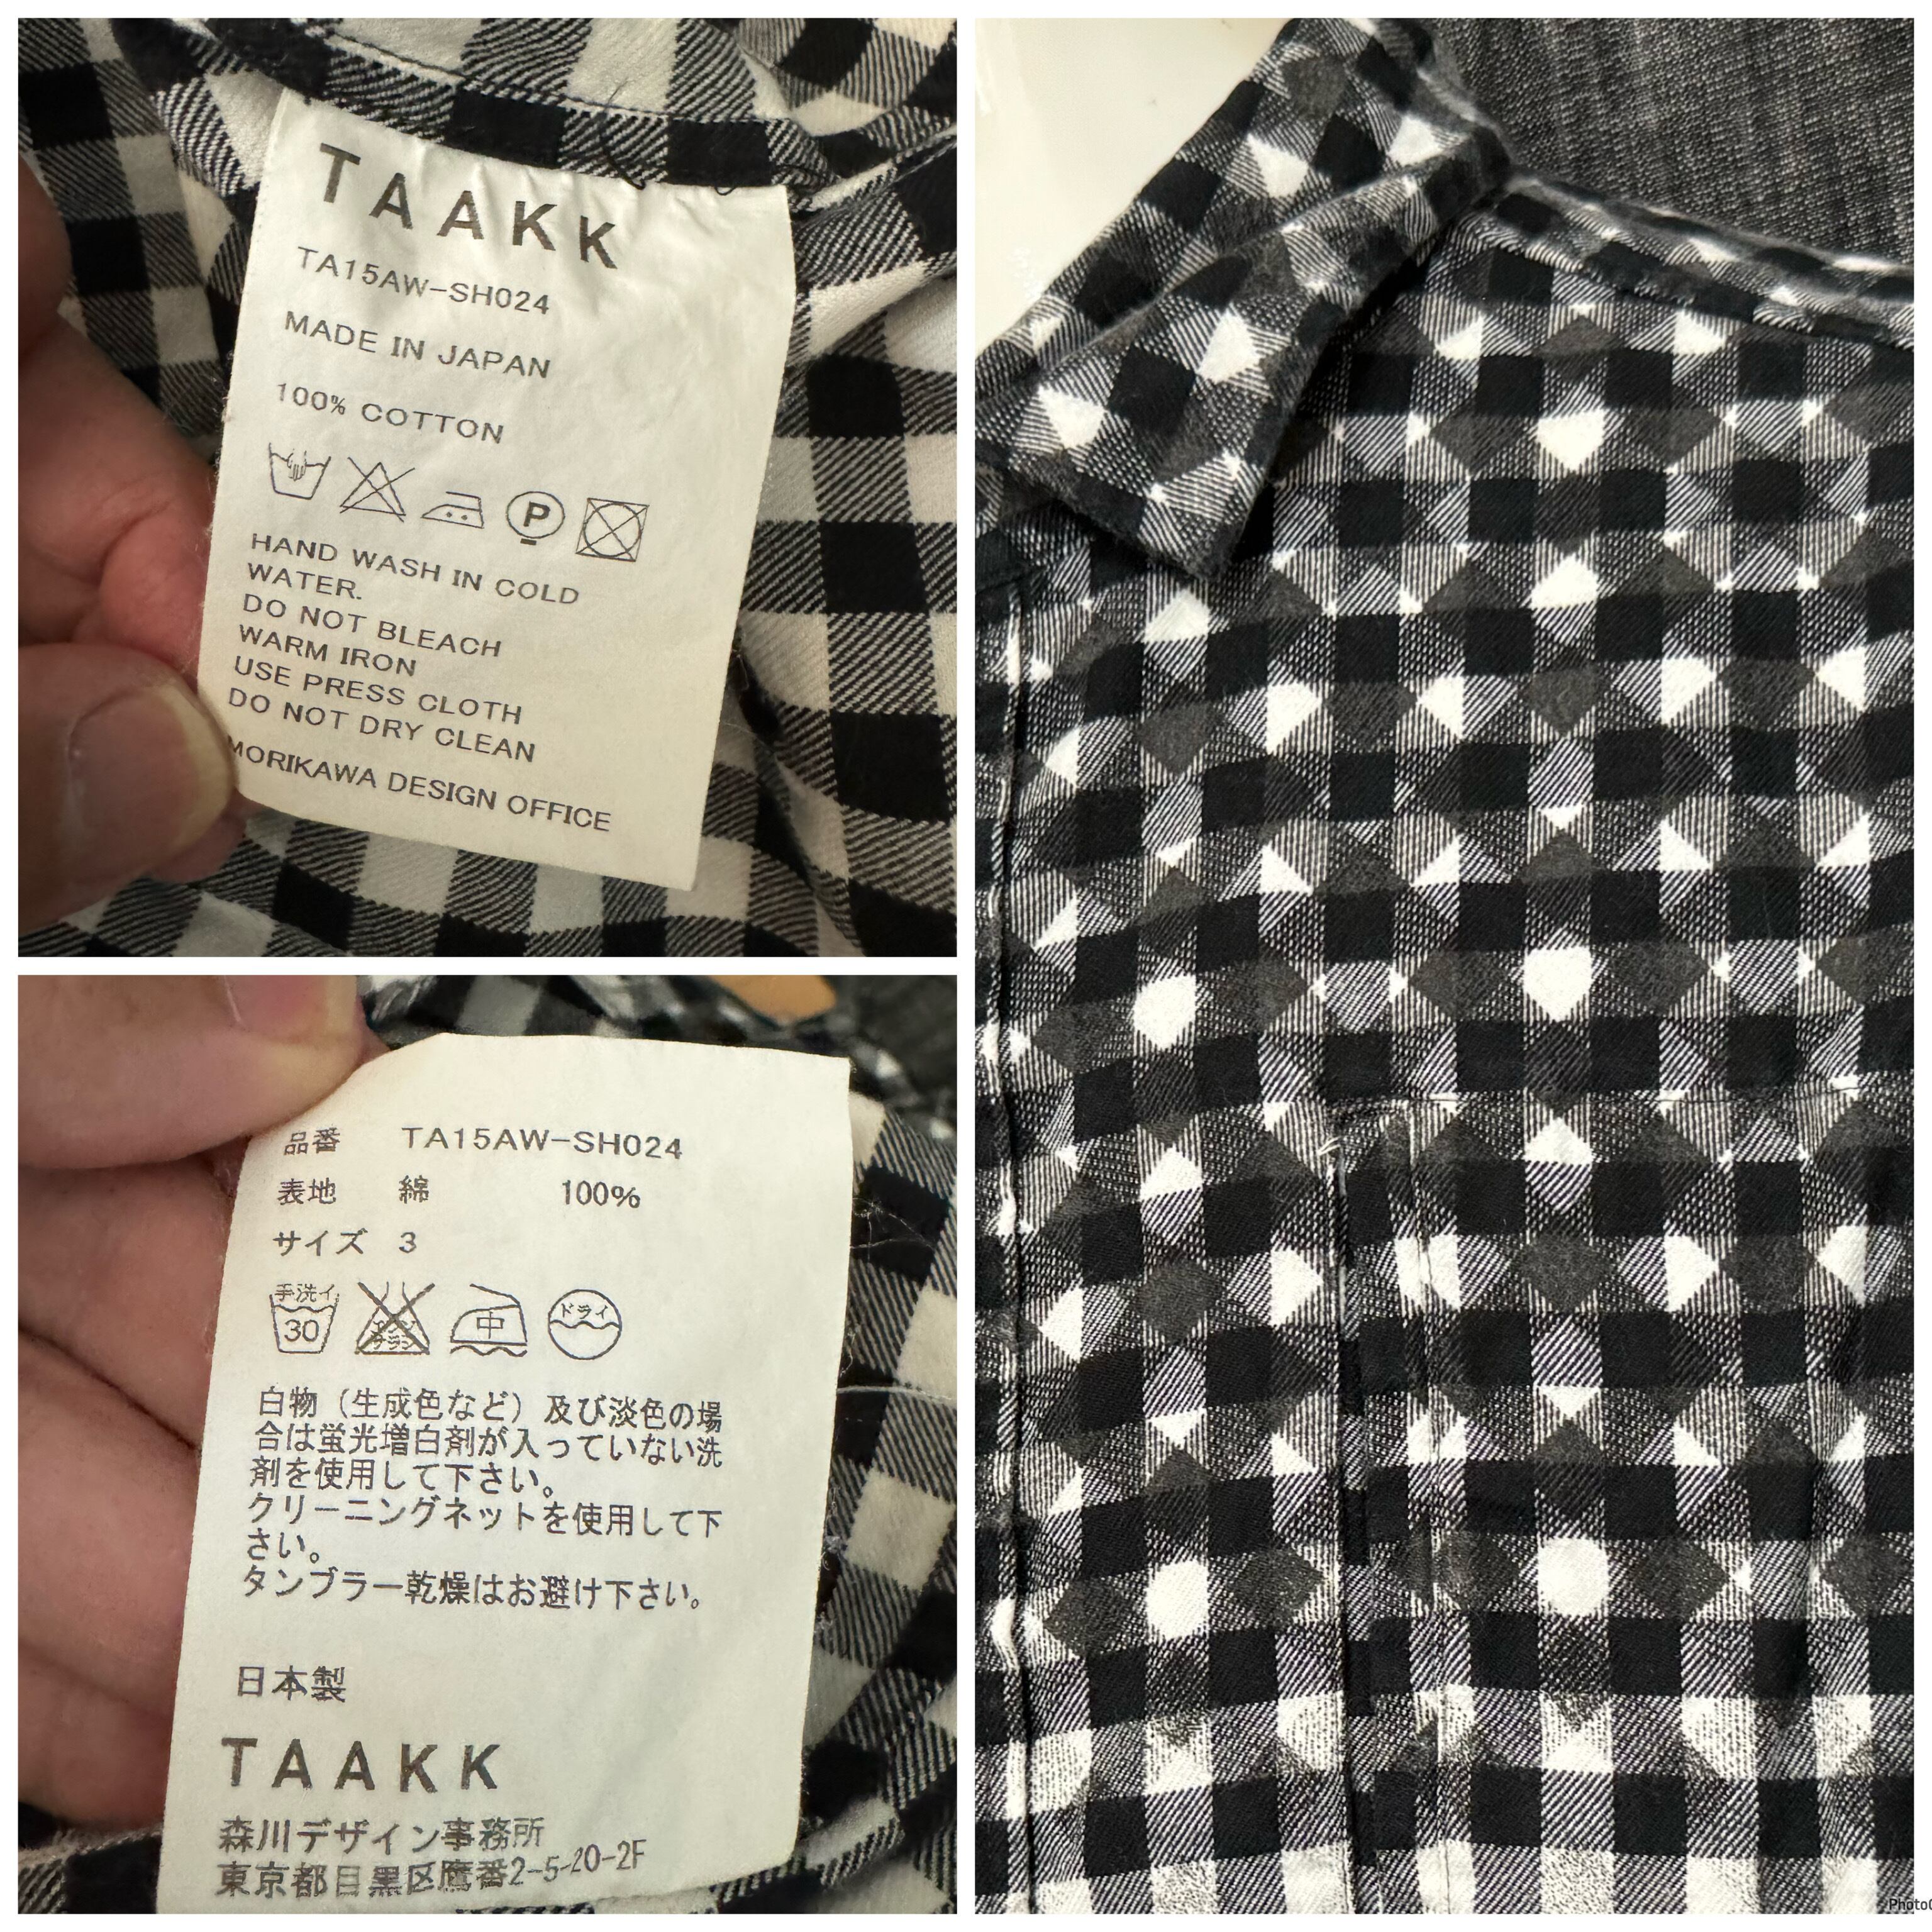 TAAKK
TA15AW-SH024
MADE IN JAPAN
100% COTTON
P
HAND WASH IN COLD
WATER.
DO NOT BLEACH
WARM IRON
USE PRESS CLOTH
DO NOT DRY CLEAN
MORIKAWA DESIGN OFFICE
品番 TA15AW-SH024
表地 綿 100%
サイズ 3
手洗イ
30
エンソ
サラシ
中
ドライ
白物（生成色など）及び淡色の場
合は蛍光増白剤が入っていない洗
剤を使用して下さい。
クリーニングネットを使用して下
さい。
タンブラー乾燥はお避け下さい。
日本製
TAAKK
森川デザイン事務所
東京都目黒区鷹番2-5-20-2F